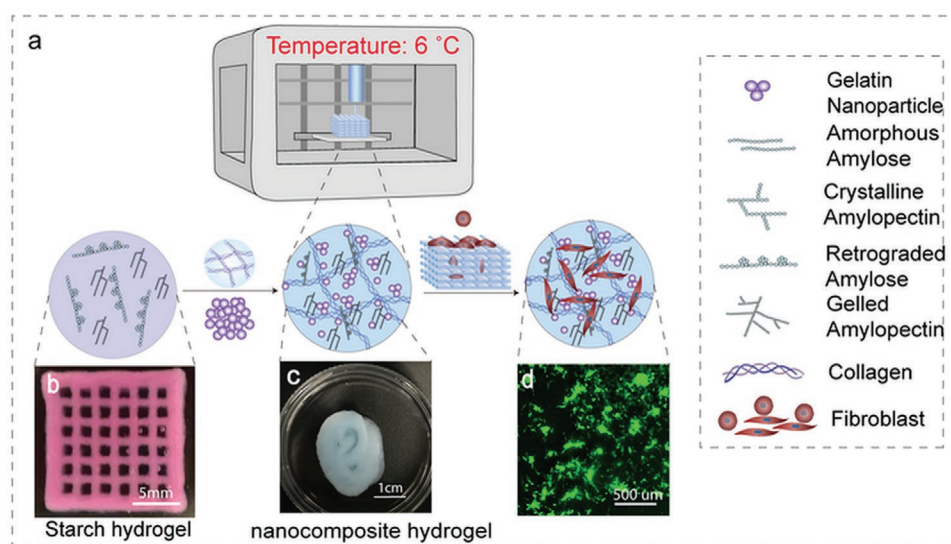 a
Temperature: 6 °C
Gelatin
Nanoparticle
Amorphous
Amylose
Crystalline
Amylopectin
Retrograded
Amylose
Gelled
Amylopectin
Collagen
Fibroblast
b
5mm
Starch hydrogel
c
1cm
nanocomposite hydrogel
d
500 um